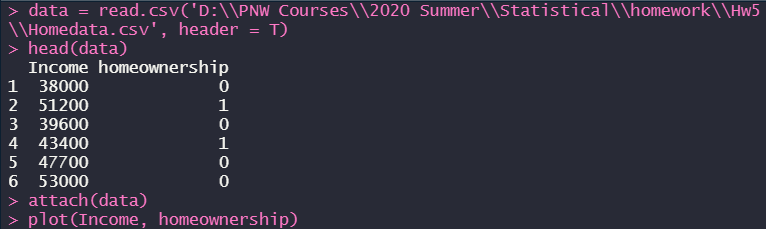 > data = read.csv('D:\\PNW Courses\\2020 Summer\\Statistical\\homework\\Hw5
\\Homedata.csv', header = T)
> head(data)
  Income homeownership
1  38000             0
2  51200             1
3  39600             0
4  43400             1
5  47700             0
6  53000             0
> attach(data)
> plot(Income, homeownership)